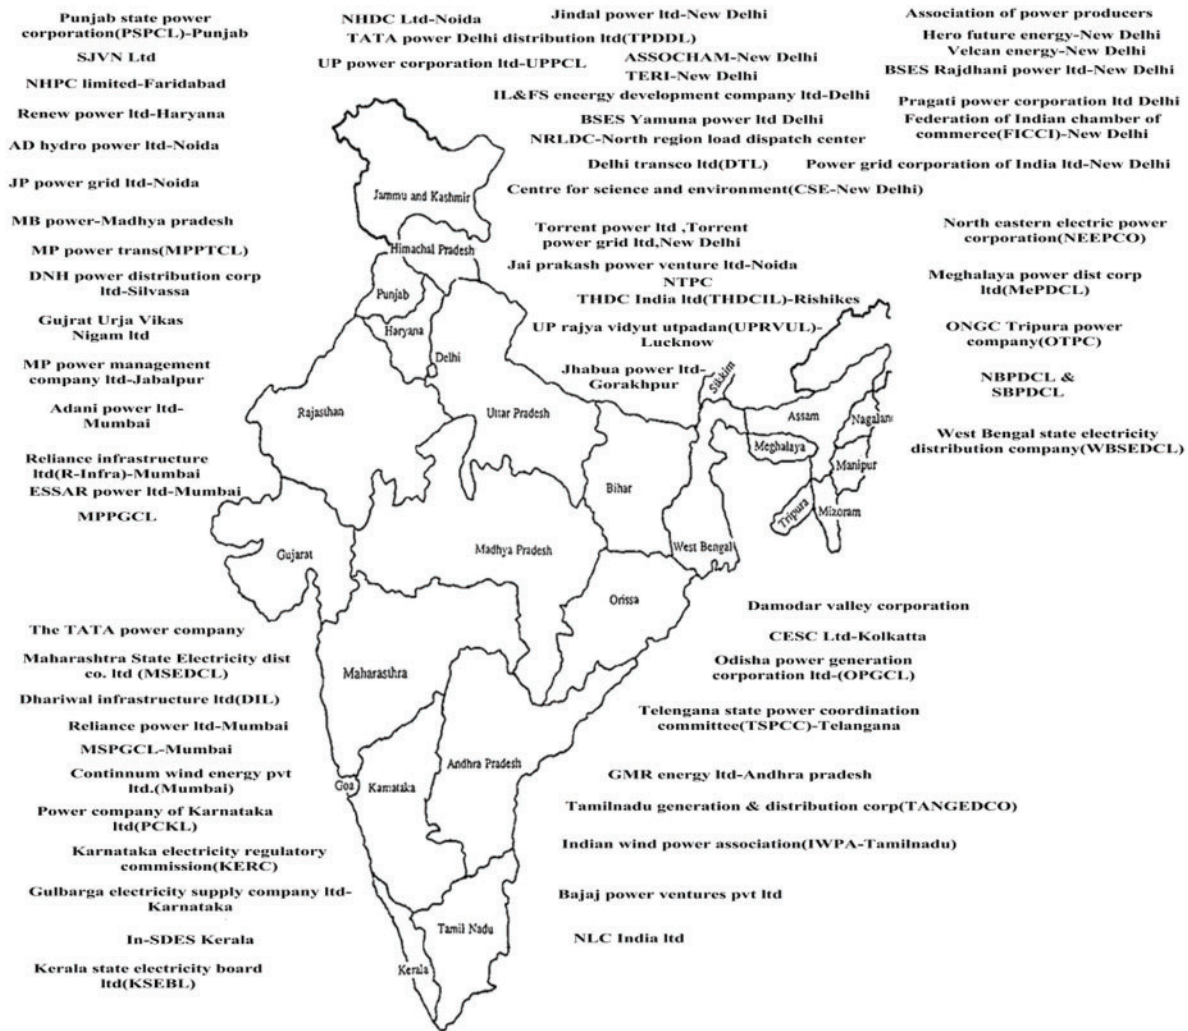 Punjab state power
corporation(PSPCL)-Punjab
SJVN Ltd
NHPC limited-Faridabad
Renew power ltd-Haryana
AD hydro power ltd-Noida
JP power grid ltd-Noida
MB power-Madhya pradesh
MP power trans(MPPTCL)
DNH power distribution corp
ltd-Silvassa
Gujrat Urja Vikas
Nigam ltd
MP power management
company ltd-Jabalpur
Adani power ltd-
Mumbai
Reliance infrastructure
ltd(R-Infra)-Mumbai
ESSAR power ltd-Mumbai
MPPGCL
The TATA power company
Maharashtra State Electricity dist
co. ltd (MSEDCL)
Dhariwal infrastructure ltd(DIL)
Reliance power ltd-Mumbai
MSPGCL-Mumbai
Continnum wind energy pvt
ltd.(Mumbai)
Power company of Karnataka
ltd(PCKL)
Karnataka electricity regulatory
commission(KERC)
Gulbarga electricity supply company ltd-
Karnataka
In-SDES Kerala
Kerala state electricity board
ltd(KSEBL)
NHDC Ltd-Noida
TATA power Delhi distribution ltd(TPDDL)
UP power corporation ltd-UPPCL
Jindal power ltd-New Delhi
ASSOCHAM-New Delhi
TERI-New Delhi
IL&FS eneergy development company ltd-Delhi
BSES Yamuna power ltd Delhi
NRLDC-North region load dispatch center
Delhi transco ltd(DTL)
Centre for science and environment(CSE-New Delhi)
Torrent power ltd ,Torrent
power grid ltd,New Delhi
Jai prakash power venture ltd-Noida
NTPC
THDC India ltd(THDCIL)-Rishikes
UP rajya vidyut utpadan(UPRVUL)-
Lucknow
Jhabua power ltd-
Gorakhpur
Association of power producers
Hero future energy-New Delhi
Velcan energy-New Delhi
BSES Rajdhani power ltd-New Delhi
Pragati power corporation ltd Delhi
Federation of Indian chamber of
commerce(FICCI)-New Delhi
Power grid corporation of India ltd-New Delhi
North eastern electric power
corporation(NEEPCO)
Meghalaya power dist corp
ltd(MePDCL)
ONGC Tripura power
company(OTPC)
NBPDCL &
SBPDCL
West Bengal state electricity
distribution company(WBSEDCL)
Jammu and Kashmir
Himachal Pradesh
Punjab
Haryana
Delhi
Rajasthan
Uttar Pradesh
Sikkim
Assam
Nagaland
Meghalaya
Manipur
Tripura
Mizoram
Bihar
West Bengal
Gujarat
Madhya Pradesh
Orissa
Maharasthra
Andhra Pradesh
Goa
Karnataka
Tamil Nadu
Kerala
Damodar valley corporation
CESC Ltd-Kolkatta
Odisha power generation
corporation ltd-(OPGCL)
Telengana state power coordination
committee(TSPCC)-Telangana
GMR energy ltd-Andhra pradesh
Tamilnadu generation & distribution corp(TANGEDCO)
Indian wind power association(IWPA-Tamilnadu)
Bajaj power ventures pvt ltd
NLC India ltd